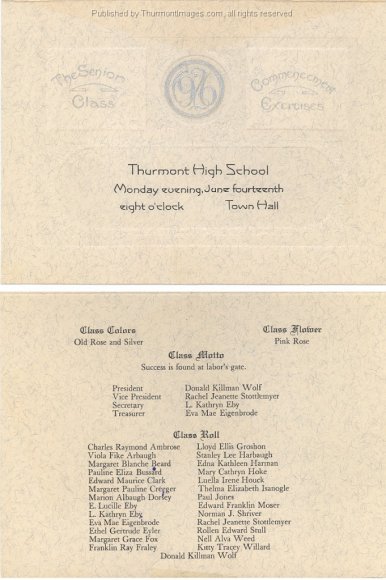 Published by ThurmontImages.com, all rights reserved
The Senior
Class
1926
Commencement
Exercises
Thurmont High School
Monday evening, June fourteenth
eight o'clock Town Hall
Class Colors
Old Rose and Silver
Class Flower
Pink Rose
Class Motto
Success is found at labor's gate.
President Donald Killman Wolf
Vice President Rachel Jeanette Stottlemyer
Secretary L. Kathryn Eby
Treasurer Eva Mae Eigenbrode
Class Roll
Charles Raymond Ambrose
Viola Fike Arbaugh
Margaret Blanche Beard
Pauline Eliza Bussard
Edward Maurice Clark
Margaret Pauline Creeger
Marion Albaugh Dorsey
E. Lucille Eby
L. Kathryn Eby
Eva Mae Eigenbrode
Ethel Gertrude Eyler
Margaret Grace Fox
Franklin Ray Fraley
Lloyd Ellis Groshon
Stanley Lee Harbaugh
Edna Kathleen Harman
Mary Cathryn Hoke
Luella Irene Houck
Thelma Elizabeth Isanogle
Paul Jones
Edward Franklin Moser
Norman J. Shriver
Rachel Jeanette Stottlemyer
Rollen Edward Stull
Nell Alva Weed
Kitty Tracey Willard
Donald Killman Wolf